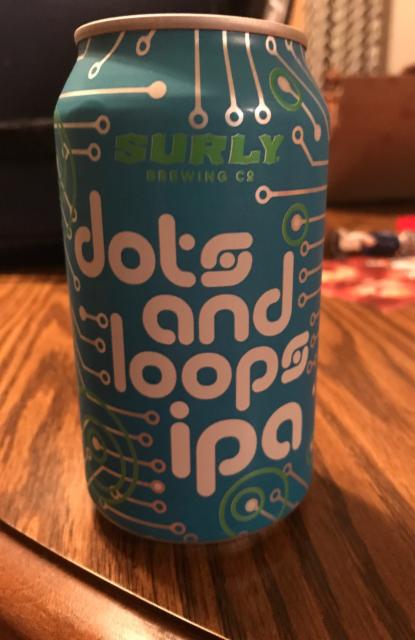 SURLY
BREWING CO
dots
and
loops
ipa